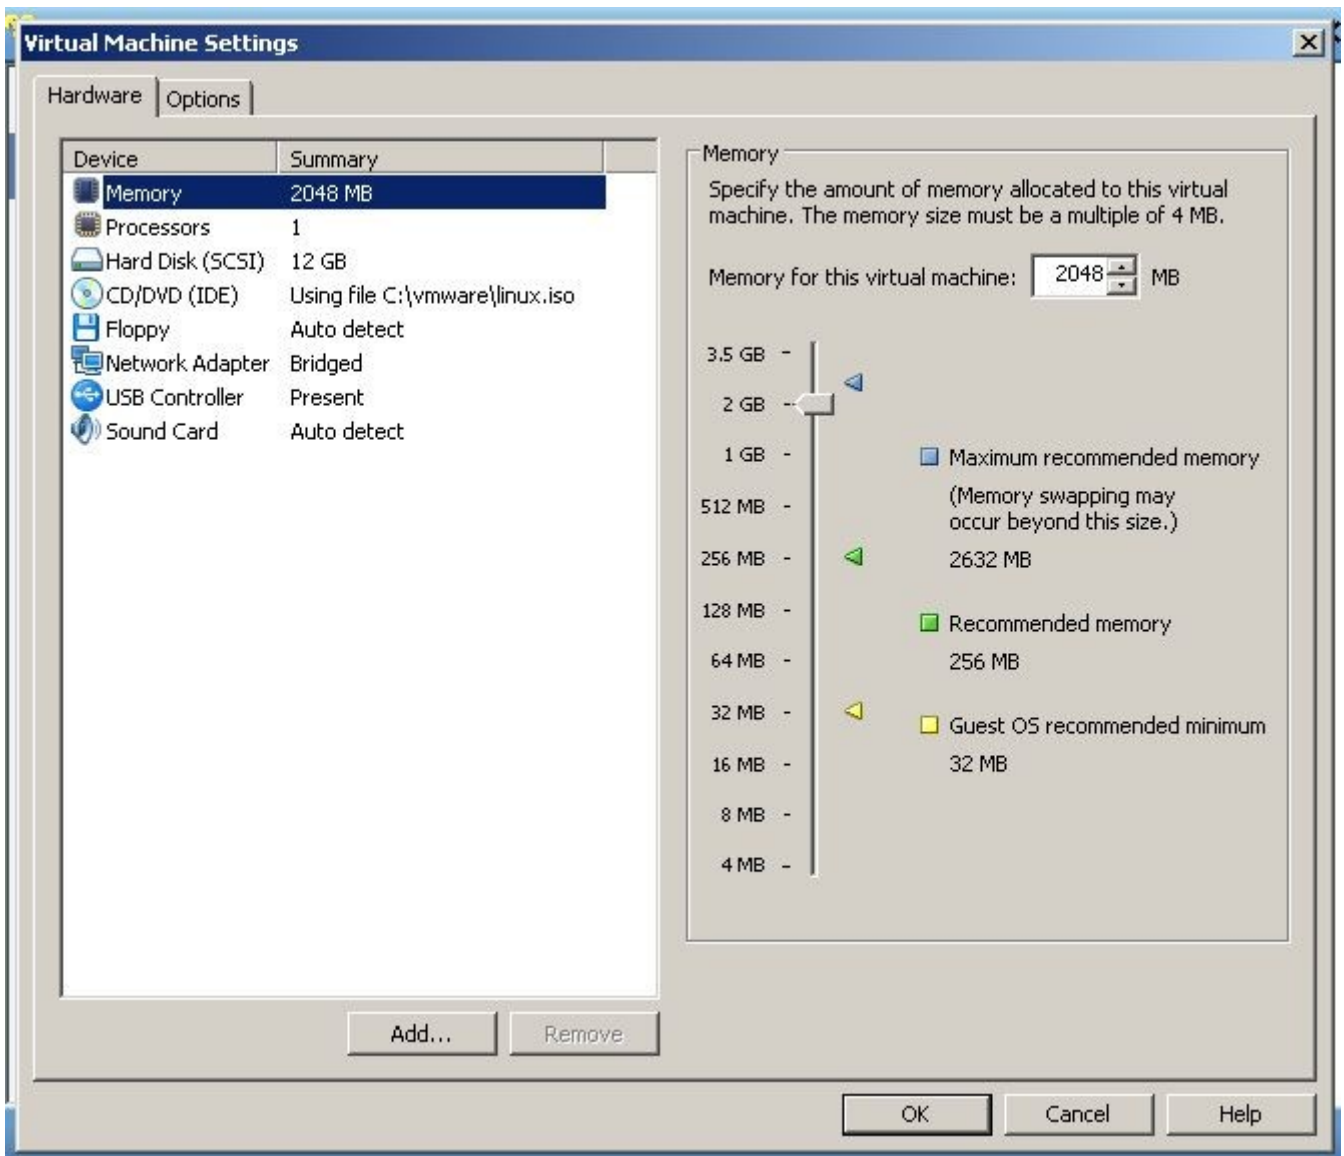 Virtual Machine Settings
Hardware
Options
Device Summary
Memory 2048 MB
Processors 1
Hard Disk (SCSI) 12 GB
CD/DVD (IDE) Using file C:\vmware\linux.iso
Floppy Auto detect
Network Adapter Bridged
USB Controller Present
Sound Card Auto detect
Add...
Remove
Memory
Specify the amount of memory allocated to this virtual
machine. The memory size must be a multiple of 4 MB.
Memory for this virtual machine: 2048 MB
3.5 GB
2 GB
1 GB
512 MB
256 MB
128 MB
64 MB
32 MB
16 MB
8 MB
4 MB
Maximum recommended memory
(Memory swapping may
occur beyond this size.)
2632 MB
Recommended memory
256 MB
Guest OS recommended minimum
32 MB
OK
Cancel
Help